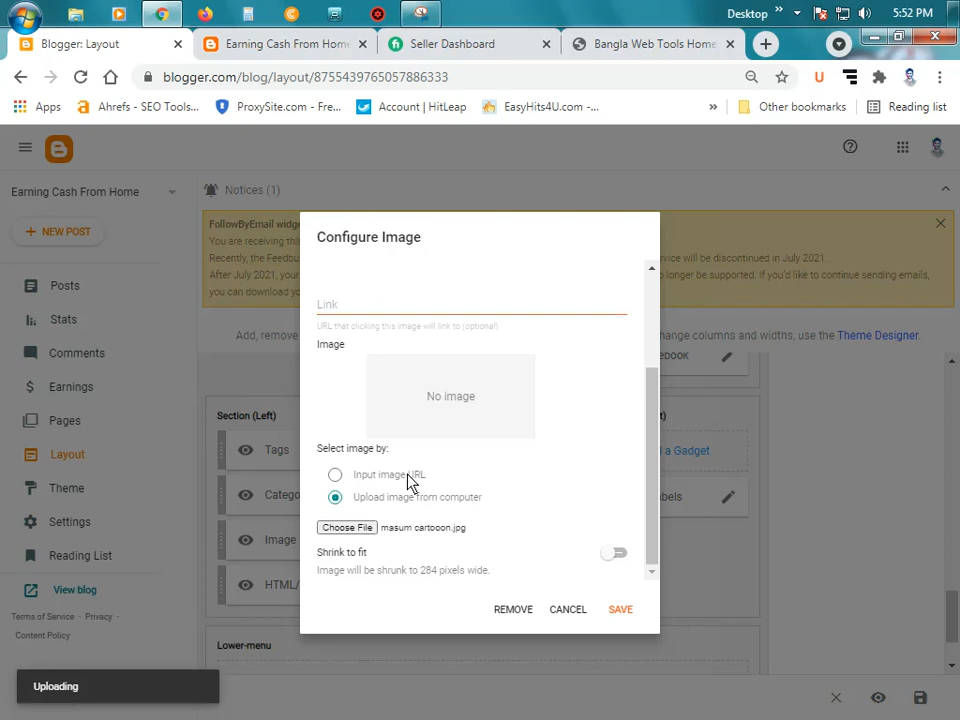 Desktop
»
5:52 PM
Blogger: Layout
Earning Cash From Home
Seller Dashboard
Bangla Web Tools Home
blogger.com/blog/layout/8755439765057886333
Apps
Ahrefs - SEO Tools...
ProxySite.com - Fre...
Account | HitLeap
EasyHits4U.com -...
»
Other bookmarks
Reading list
Earning Cash From Home
NEW POST
Posts
Stats
Comments
Earnings
Pages
Layout
Theme
Settings
Reading List
View blog
Terms of Service · Privacy ·
Content Policy
Notices (1)
FollowByEmail widg
You are receiving this
Recently, the Feedbu
vice will be discontinued in July 2021.
After July 2021, your
o longer be supported. If you'd like to continue sending emails,
you can download yo
Add, remove
hange columns and widths, use the Theme Designer.
Configure Image
Link
URL that clicking this image will link to (optional)
Image
No image
Select image by:
Input image URL
Upload image from computer
Choose File masum cartooon.jpg
Shrink to fit
Image will be shrunk to 284 pixels wide.
REMOVE
CANCEL
SAVE
Section (Left)
Tags
Catego
Image
HTML/
Lower-menu
t)
d a Gadget
bels
Uploading